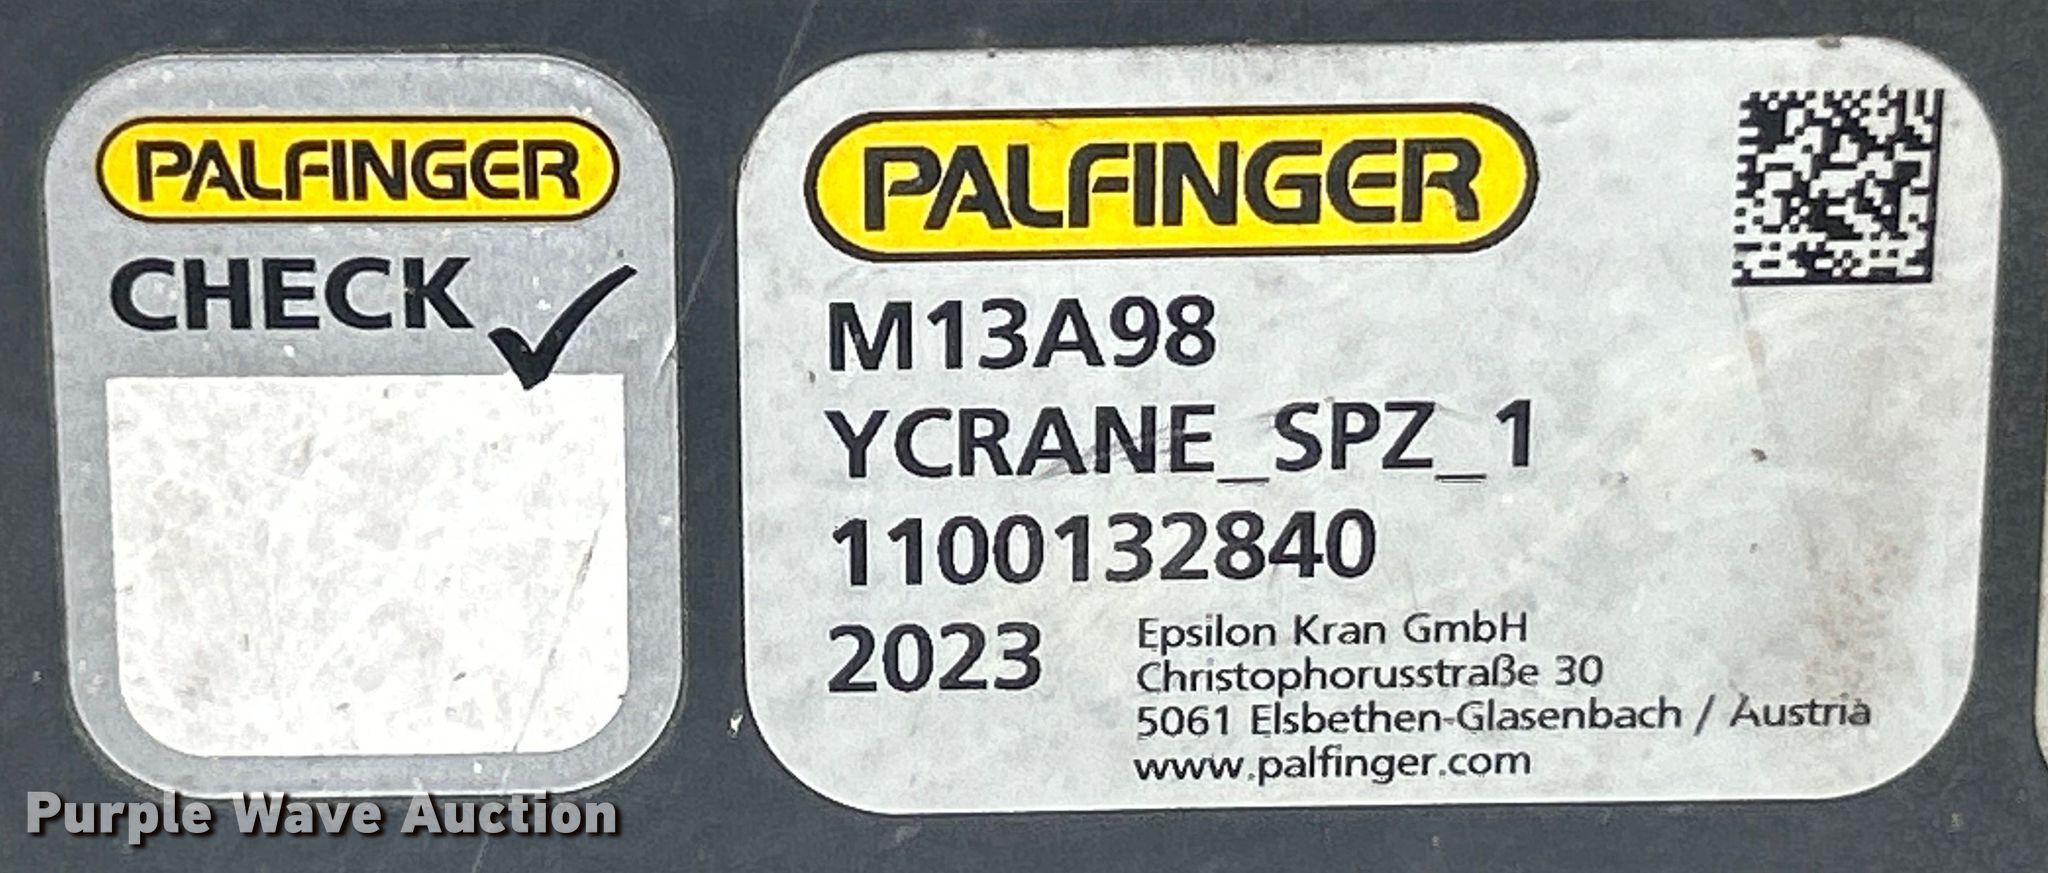 PALFINGER
CHECK
PALFINGER
M13A98
YCRANE_SPZ_1
1100132840
2023
Epsilon Kran GmbH
Christophorusstraße 30
5061 Elsbethen-Glasenbach / Austria
www.palfinger.com
Purple Wave Auction